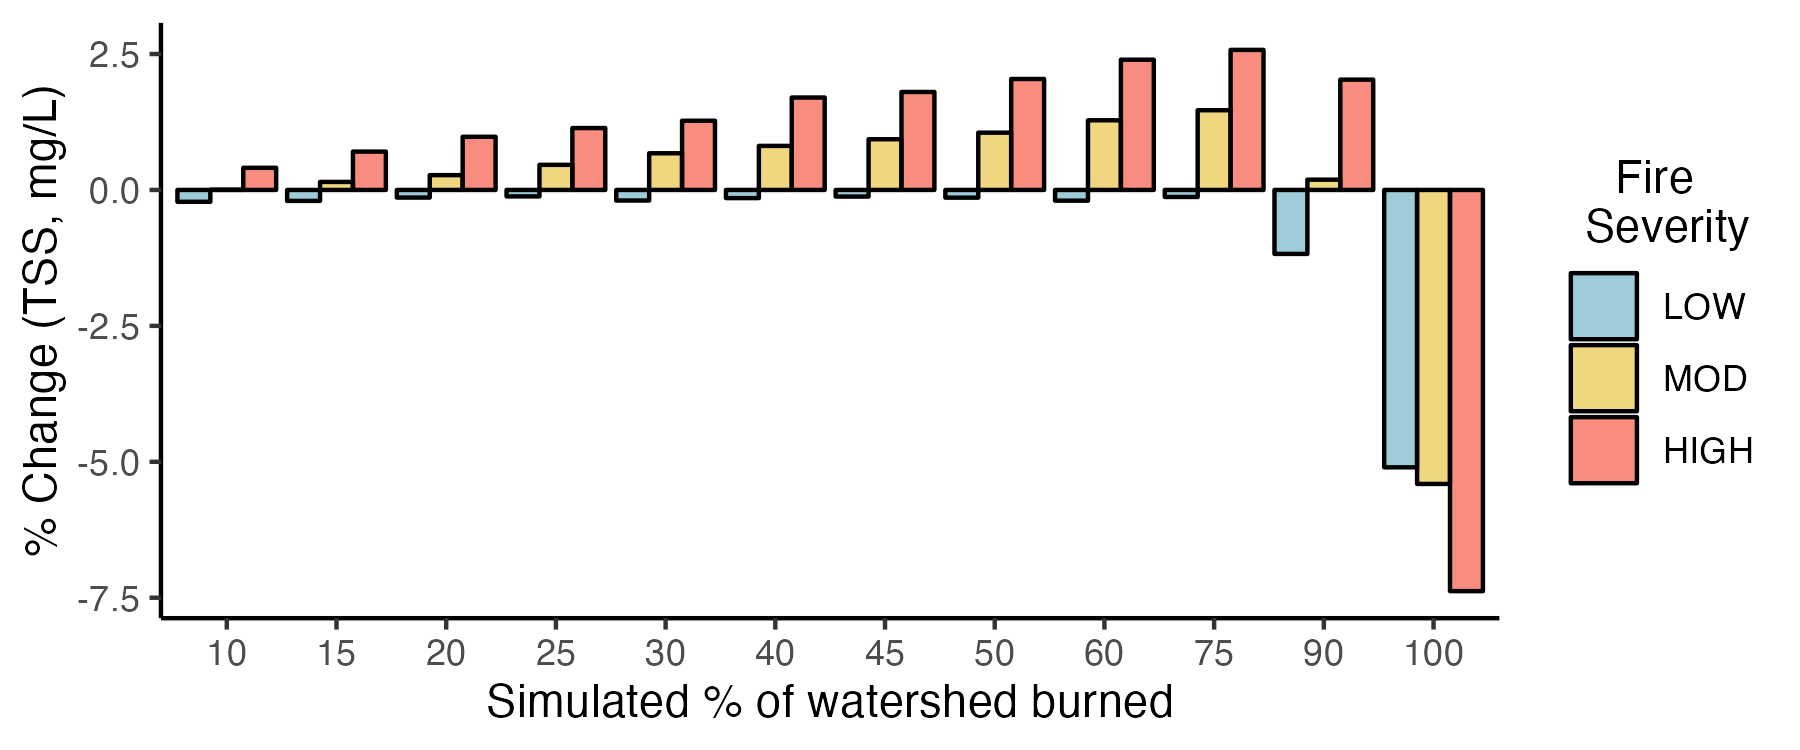 % Change (TSS, mg/L)
2.5
0.0
-2.5
-5.0
-7.5
10 15 20 25 30 40 45 50 60 75 90 100
Simulated % of watershed burned
Fire
Severity
LOW
MOD
HIGH